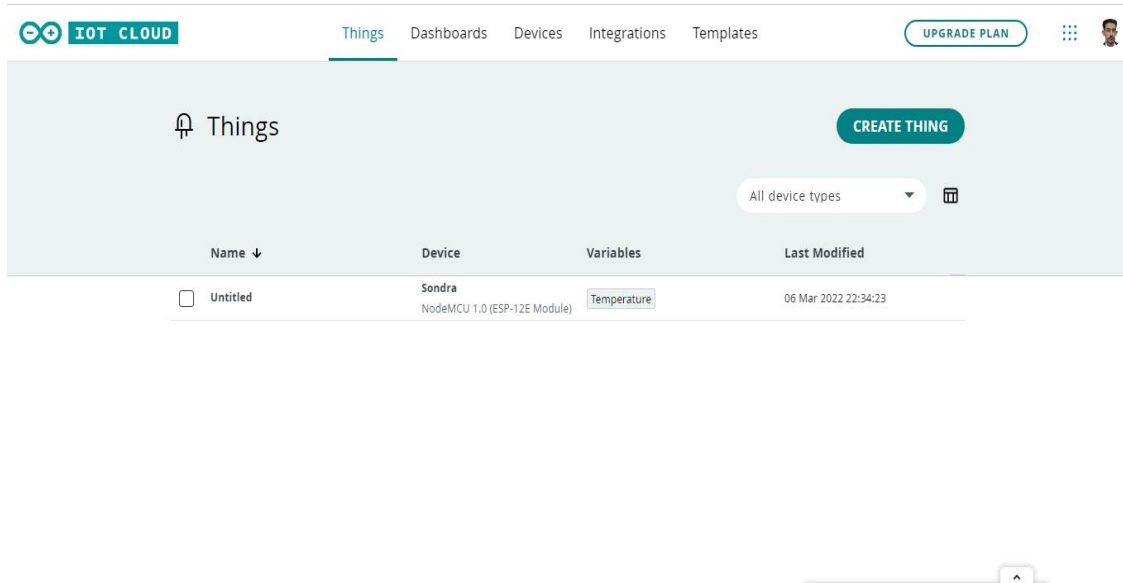 IOT CLOUD Things Dashboards Devices Integrations Templates UPGRADE PLAN
Things CREATE THING
All device types
Name Device Variables Last Modified
Untitled Sondra Temperature 06 Mar 2022 22:34:23
NodeMCU 1.0 (ESP-12E Module)